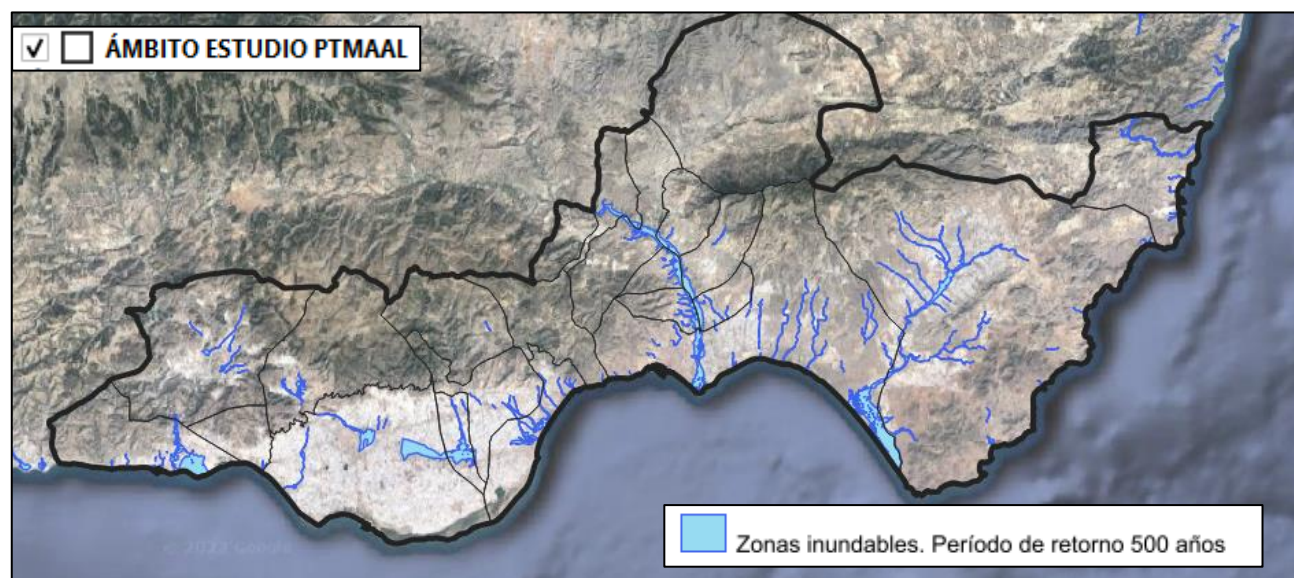 ÁMBITO ESTUDIO PTMAAL
Zonas inundables. Período de retorno 500 años